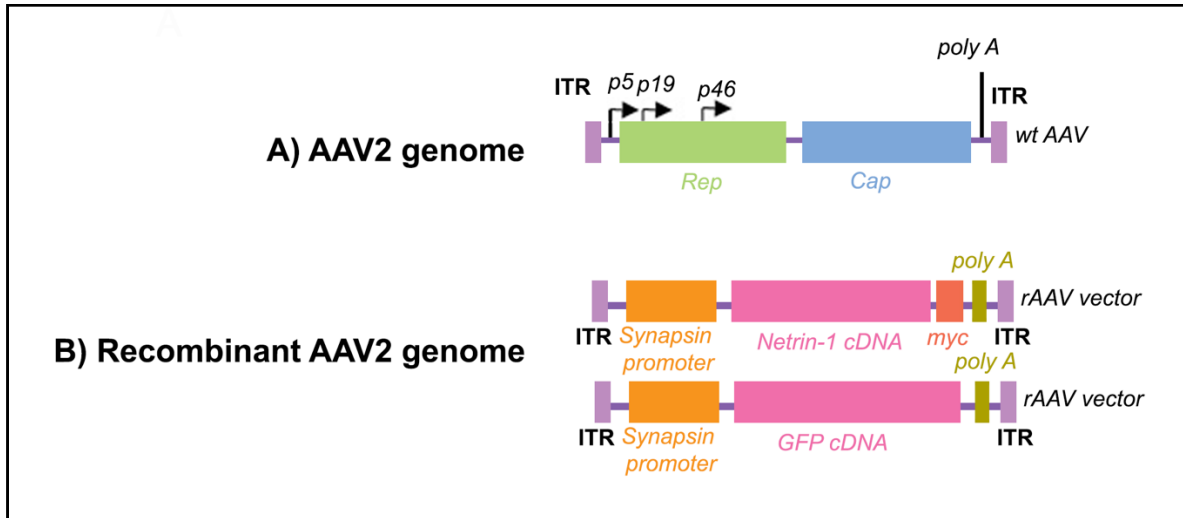 poly A
ITR p5 p19 p46 ITR
A) AAV2 genome
wt AAV
Rep Cap
poly A
rAAV vector
ITR Synapsin promoter Netrin-1 cDNA myc ITR
B) Recombinant AAV2 genome
poly A
rAAV vector
ITR Synapsin promoter GFP cDNA ITR